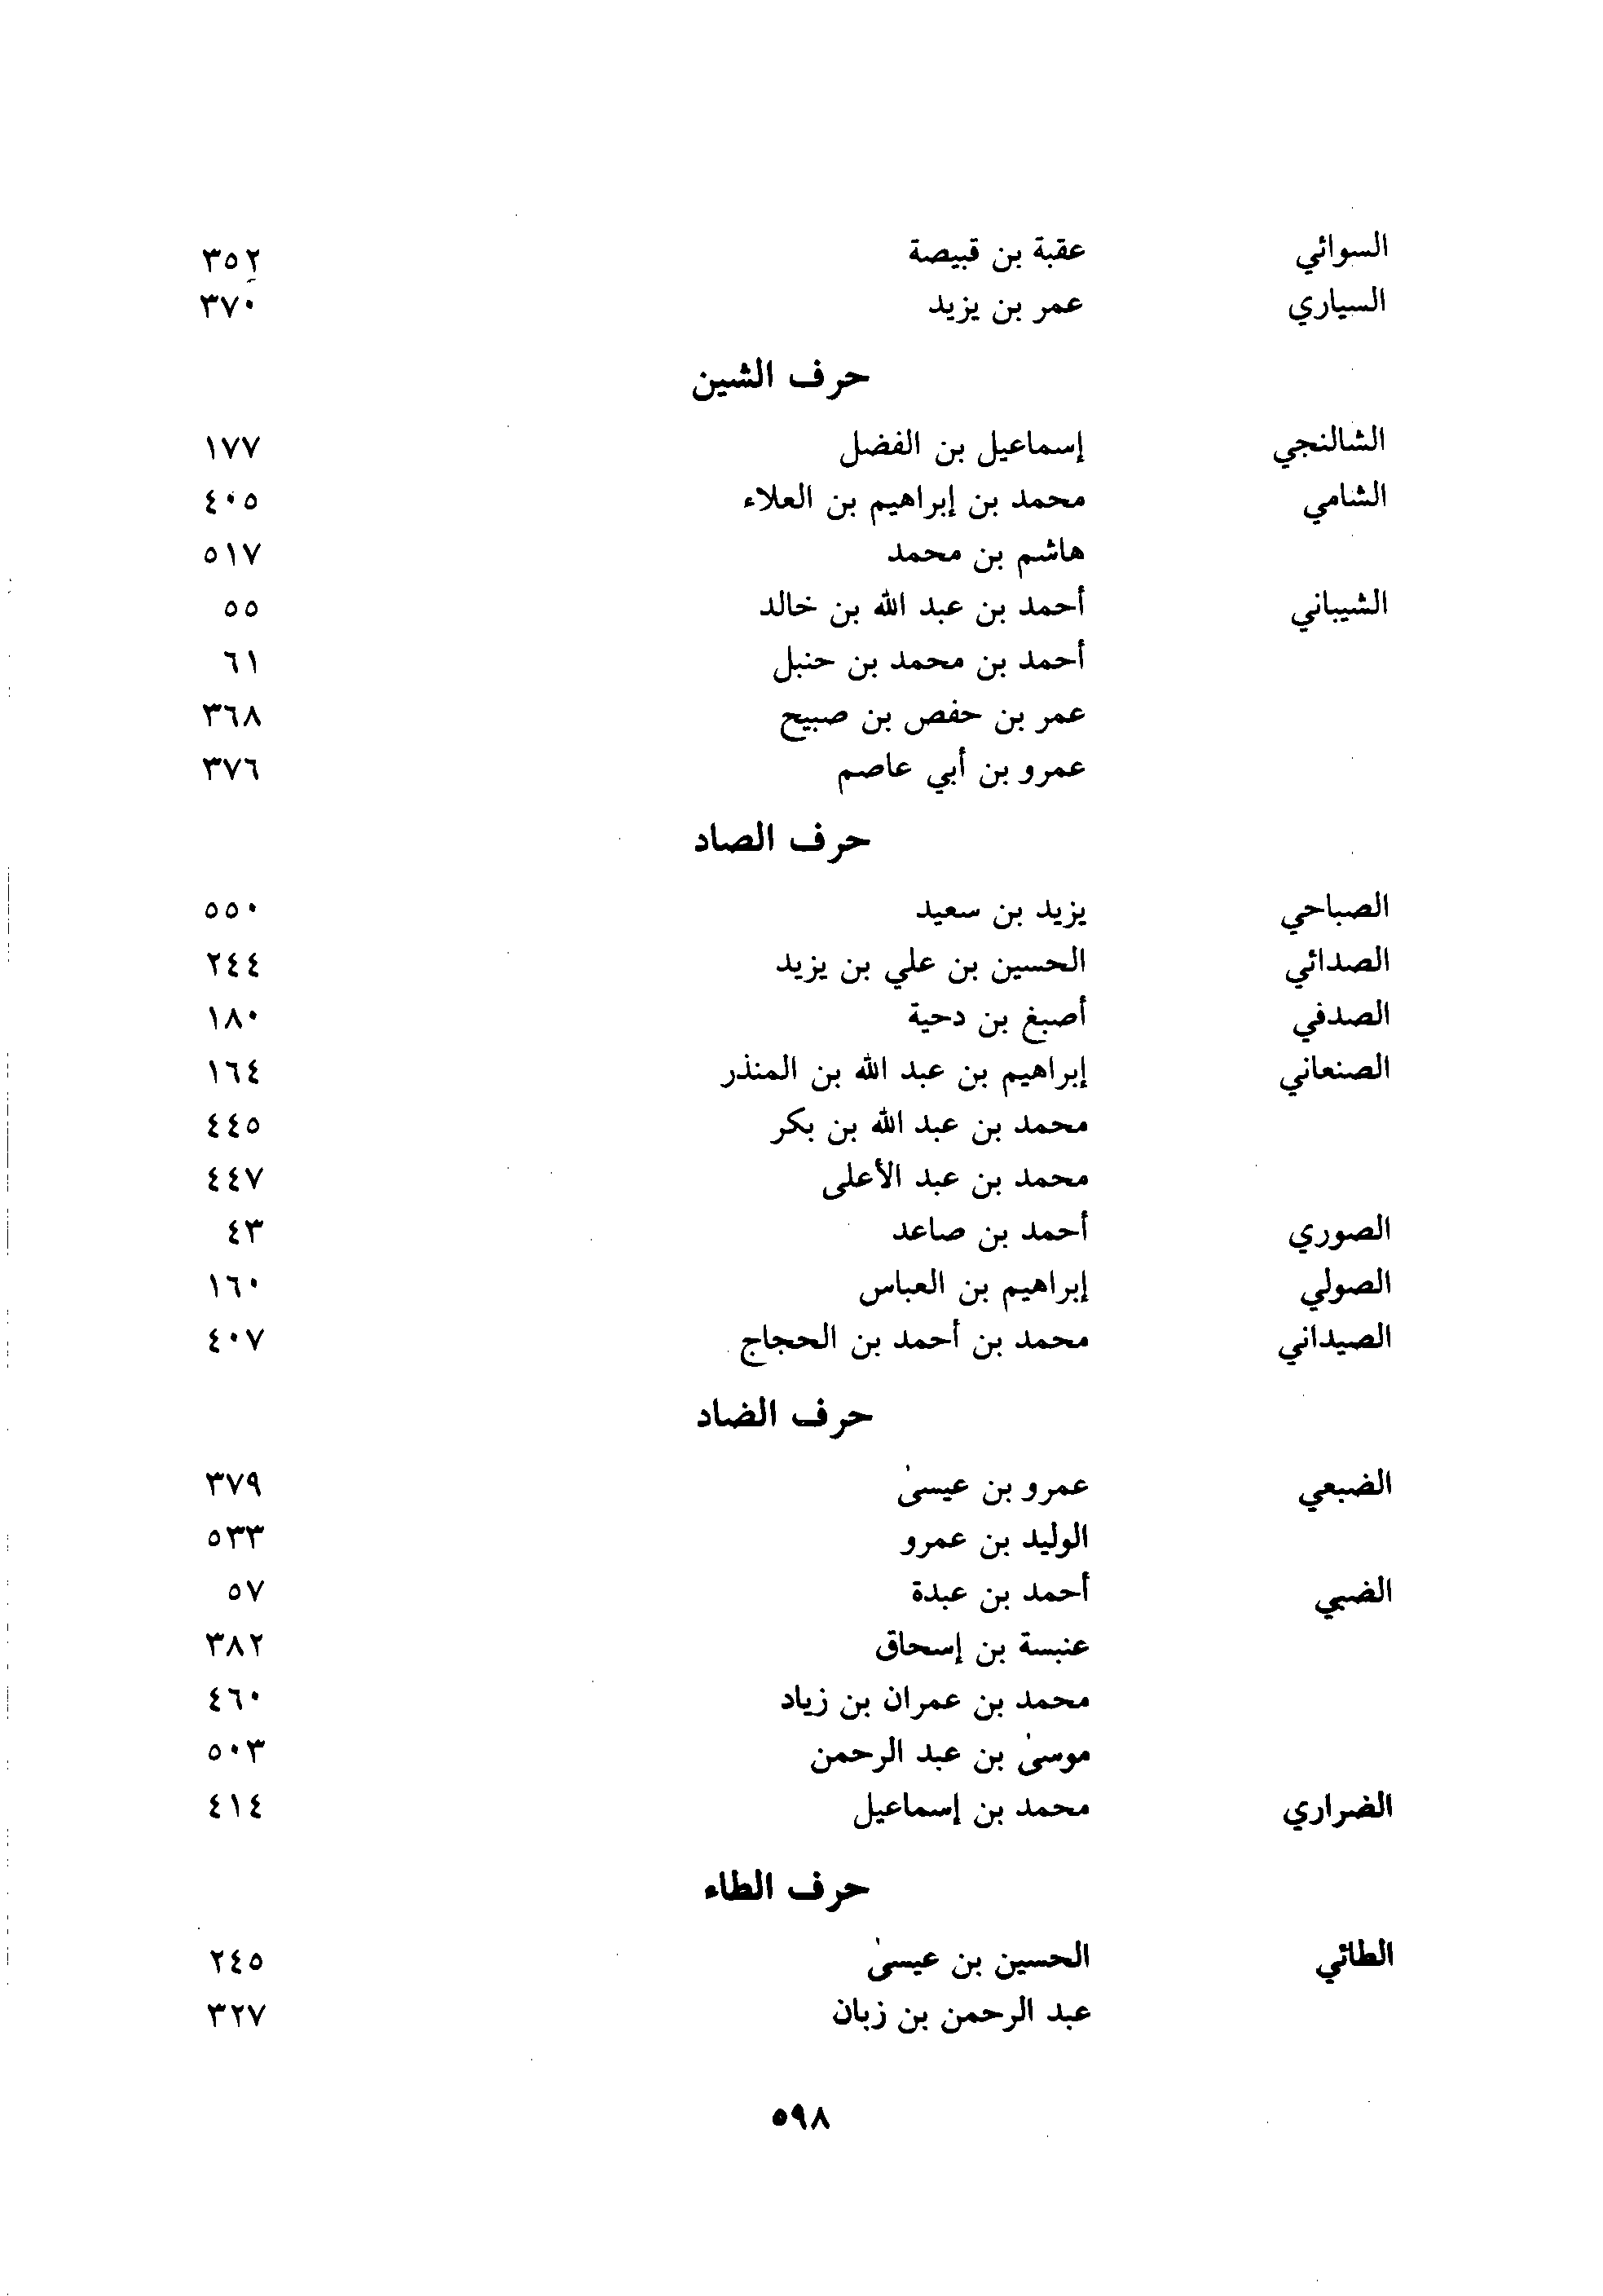 السوائي عقبة بن قبيصة ٣٥٢
السياري عمر بن يزيد ٣٧٠
حرف الشين
الشالنجي إسماعيل بن الفضل ١٧٧
الشامي محمد بن إبراهيم بن العلاء ٤٠٥
هاشم بن محمد ٥١٧
الشيباني أحمد بن عبد الله بن خالد ٥٥
أحمد بن محمد بن حنبل ٦١
عمر بن حفص بن صبيح ٣٦٨
عمرو بن أبي عاصم ٣٧٦
حرف الصاد
الصباحي يزيد بن سعيد ٥٥٠
الصدائي الحسين بن علي بن يزيد ٢٤٤
الصدفي أصبغ بن دحية ١٨٠
الصنعاني إبراهيم بن عبد الله بن المنذر ١٦٤
محمد بن عبد الله بن بكر ٤٤٥
محمد بن عبد الأعلى ٤٤٧
الصوري أحمد بن صاعد ٤٣
الصولي إبراهيم بن العباس ١٦٠
الصيداني محمد بن أحمد بن الحجاج ٤٠٧
حرف الضاد
الضبعي عمرو بن عيسىٰ ٣٧٩
الوليد بن عمرو ٥٣٣
الضبي أحمد بن عبدة ٥٧
عنبسة بن إسحاق ٣٨٢
محمد بن عمران بن زياد ٤٦٠
موسىٰ بن عبد الرحمن ٥٠٣
الضراري محمد بن إسماعيل ٤١٤
حرف الطاء
الطائي الحسين بن عيسىٰ ٢٤٥
عبد الرحمن بن زبان ٣٢٧
٥٩٨